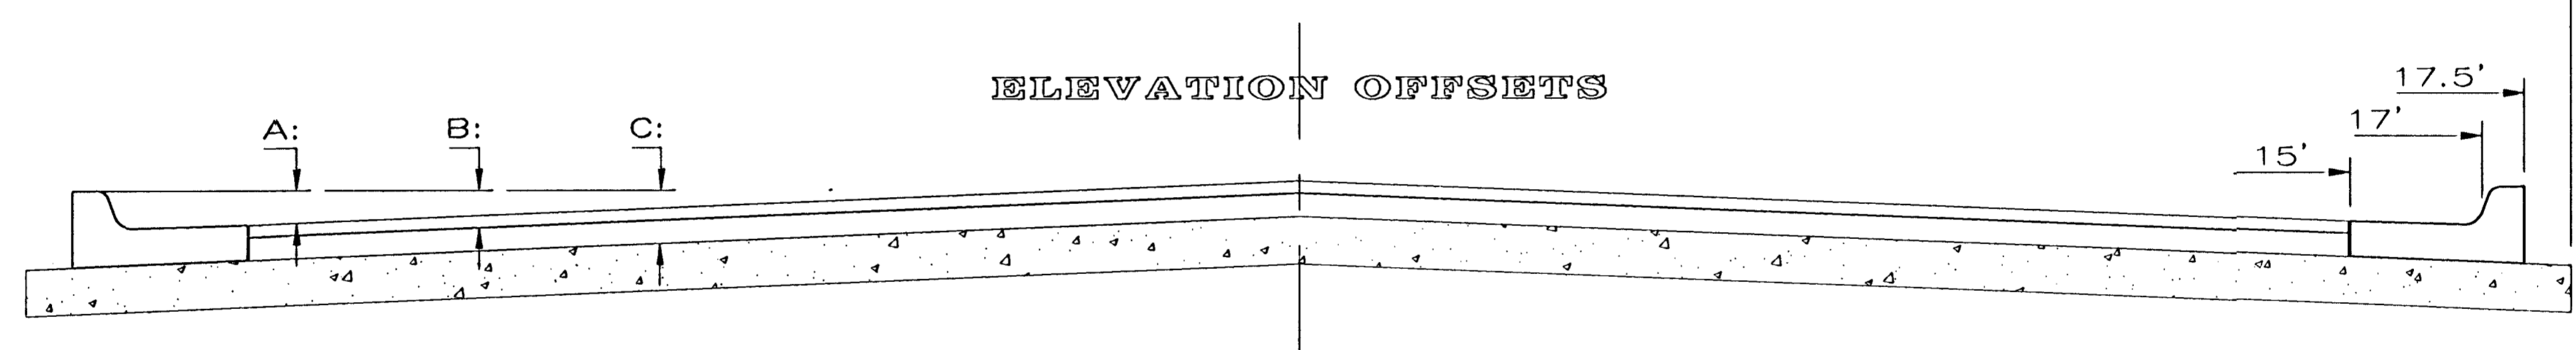 ELEVATION OFFSETS
A: B: C:
17.5'
17'
15'